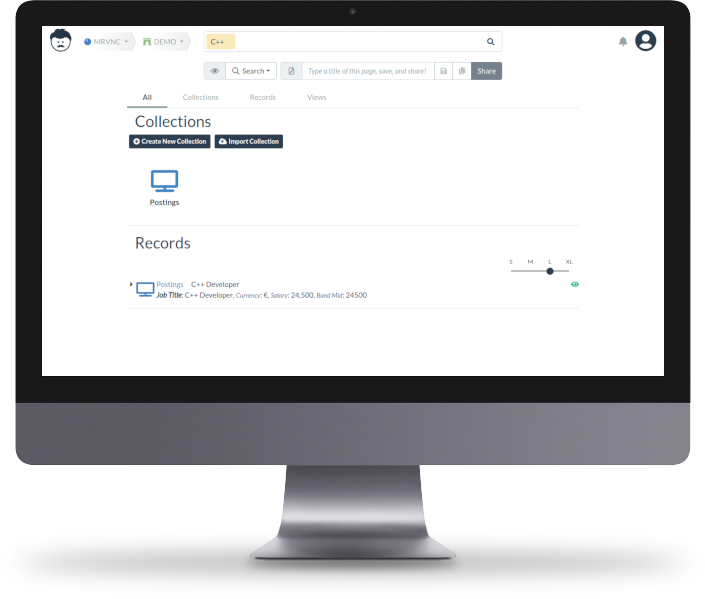 MRVNC DEMO C++
Search Type a title of this page, save, and share! Share
All Collections Records Views
Collections
Create New Collection Import Collection
Postings
Records
S M L XL
Postings C++ Developer
Job Title: C++ Developer, Currency: €, Salary: 24,500, Band Mid: 24500